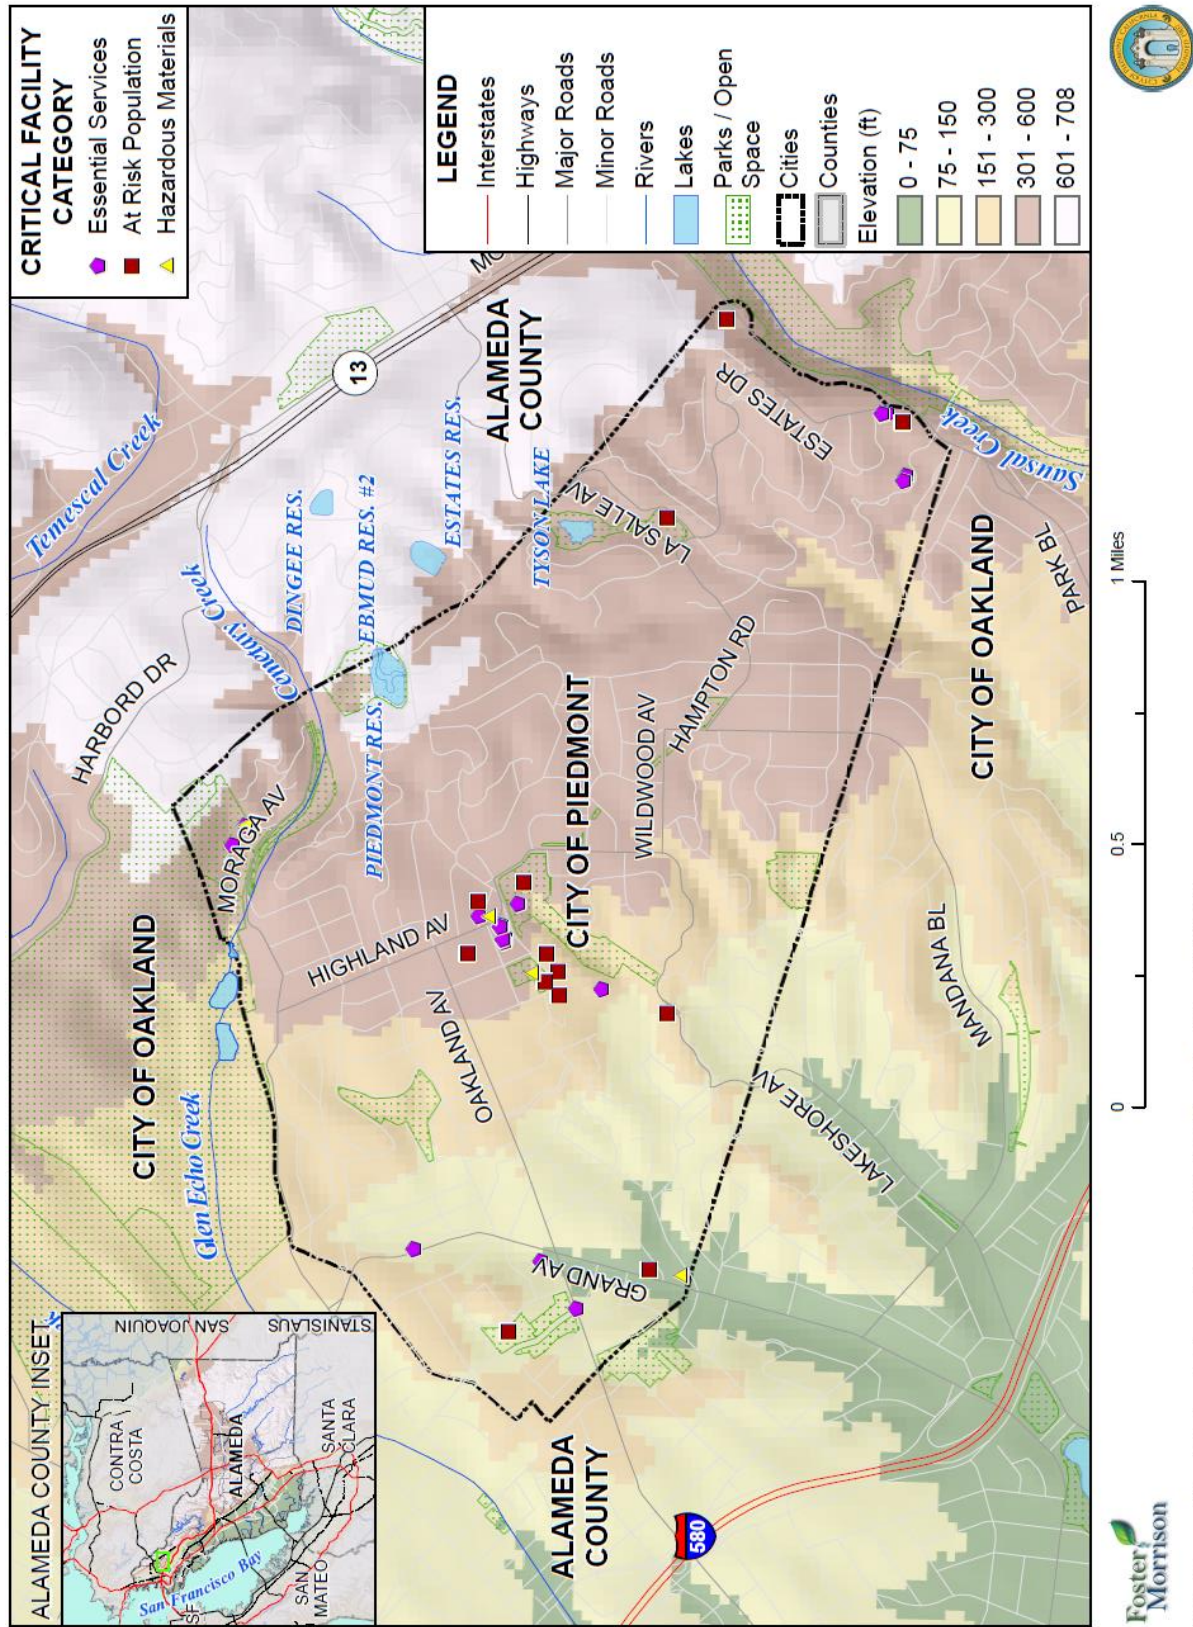 CRITICAL FACILITY
CATEGORY
Essential Services
At Risk Population
Hazardous Materials
LEGEND
Interstates
Highways
Major Roads
Minor Roads
Rivers
Lakes
Parks / Open
Space
Cities
Counties
Elevation (ft)
0 - 75
75 - 150
151 - 300
301 - 600
601 - 708
ALAMEDA COUNTY INSET
CONTRA
COSTA
SAN JOAQUIN
STANISLAUS
ALAMEDA
SANTA
CLARA
SAN
MATEO
SF
San Francisco Bay
CITY OF OAKLAND
Glen Echo Creek
HARBORD DR
Temescal Creek
Cemetary Creek
MORAGA AV
DINGEE RES.
EBMUD RES. #2
PIEDMONT RES.
ESTATES RES.
TYSON LAKE
13
MO
ALAMEDA
COUNTY
HIGHLAND AV
OAKLAND AV
CITY OF PIEDMONT
WILDWOOD AV
HAMPTON RD
LA SALLE AV
ESTATES DR
Sausal Creek
GRAND AV
LAKESHORE AV
MANDANA BL
CITY OF OAKLAND
PARK BL
ALAMEDA
COUNTY
580
0
0.5
1 Miles
Foster
Morrison